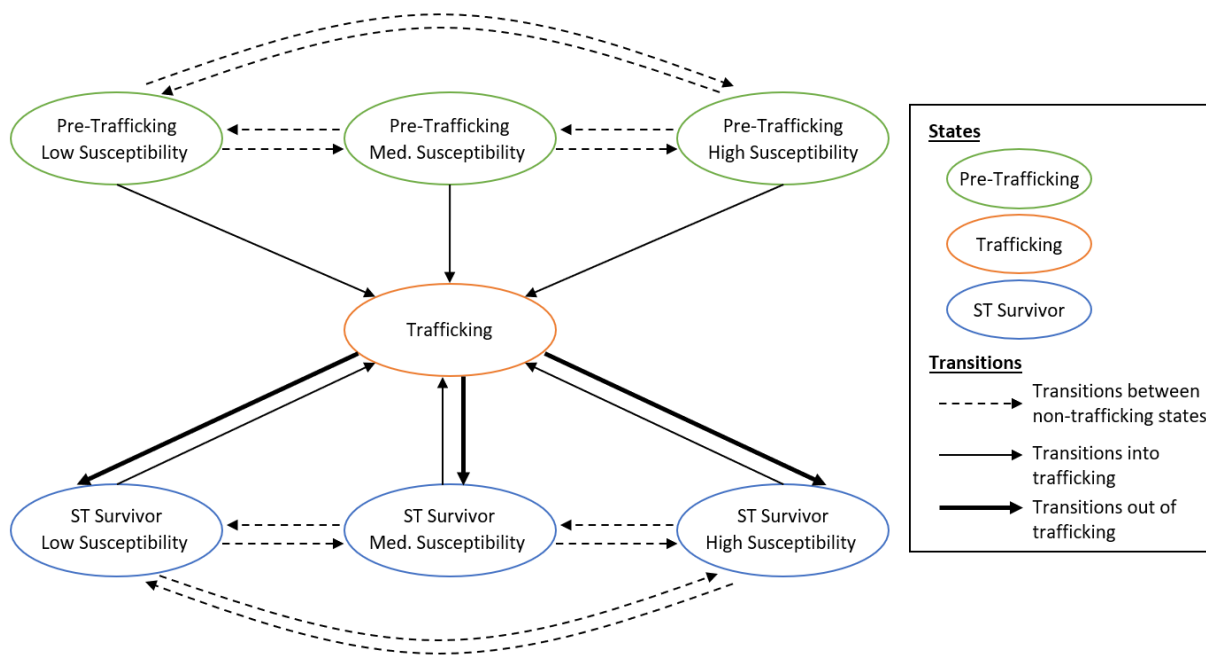 Pre-Trafficking
Low Susceptibility
Pre-Trafficking
Med. Susceptibility
Pre-Trafficking
High Susceptibility
Trafficking
ST Survivor
Low Susceptibility
ST Survivor
Med. Susceptibility
ST Survivor
High Susceptibility
States
Pre-Trafficking
Trafficking
ST Survivor
Transitions
Transitions between
non-trafficking states
Transitions into
trafficking
Transitions out of
trafficking